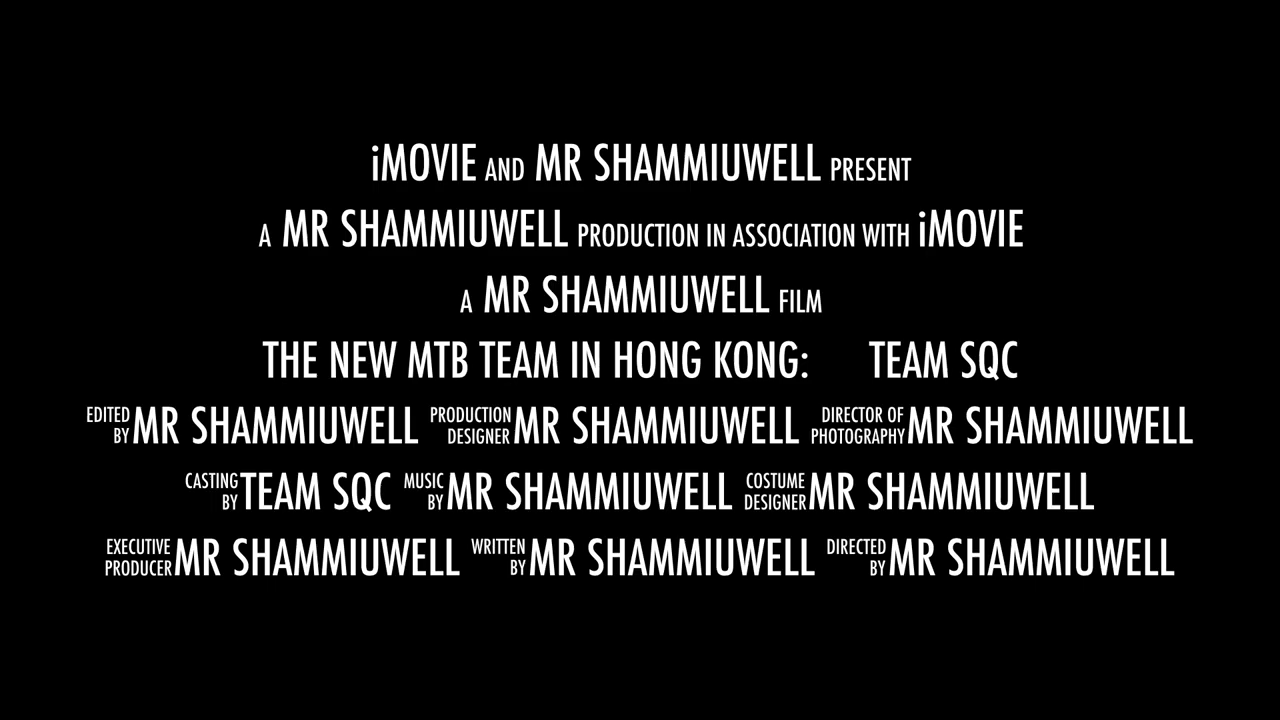 iMOVIE AND MR SHAMMIUWELL PRESENT
A MR SHAMMIUWELL PRODUCTION IN ASSOCIATION WITH iMOVIE
A MR SHAMMIUWELL FILM
THE NEW MTB TEAM IN HONG KONG: TEAM SQC
EDITED BY MR SHAMMIUWELL PRODUCTION DESIGNER MR SHAMMIUWELL DIRECTOR OF PHOTOGRAPHY MR SHAMMIUWELL
CASTING BY TEAM SQC MUSIC BY MR SHAMMIUWELL COSTUME DESIGNER MR SHAMMIUWELL
EXECUTIVE PRODUCER MR SHAMMIUWELL WRITTEN BY MR SHAMMIUWELL DIRECTED BY MR SHAMMIUWELL